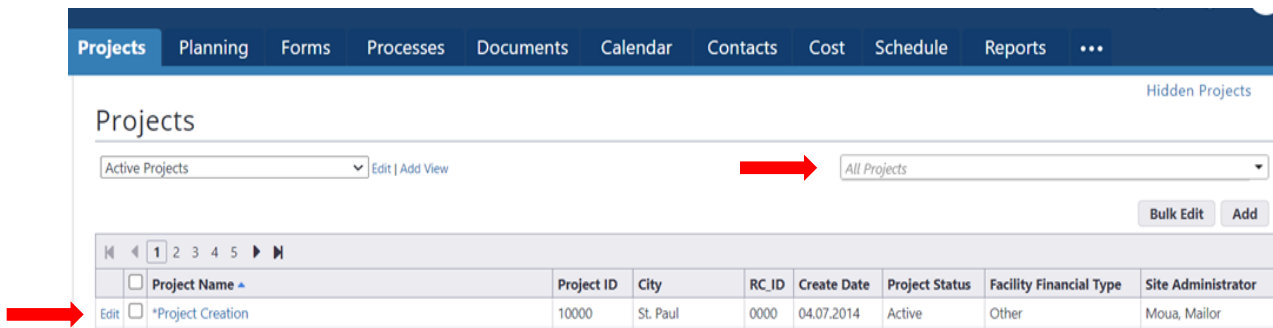 Projects Planning Forms Processes Documents Calendar Contacts Cost Schedule Reports •••
Hidden Projects
Projects
Active Projects Edit | Add View All Projects
Bulk Edit Add
1 2 3 4 5
Project Name Project ID City RC_ID Create Date Project Status Facility Financial Type Site Administrator
Edit *Project Creation 10000 St. Paul 0000 04.07.2014 Active Other Moua, Mailor